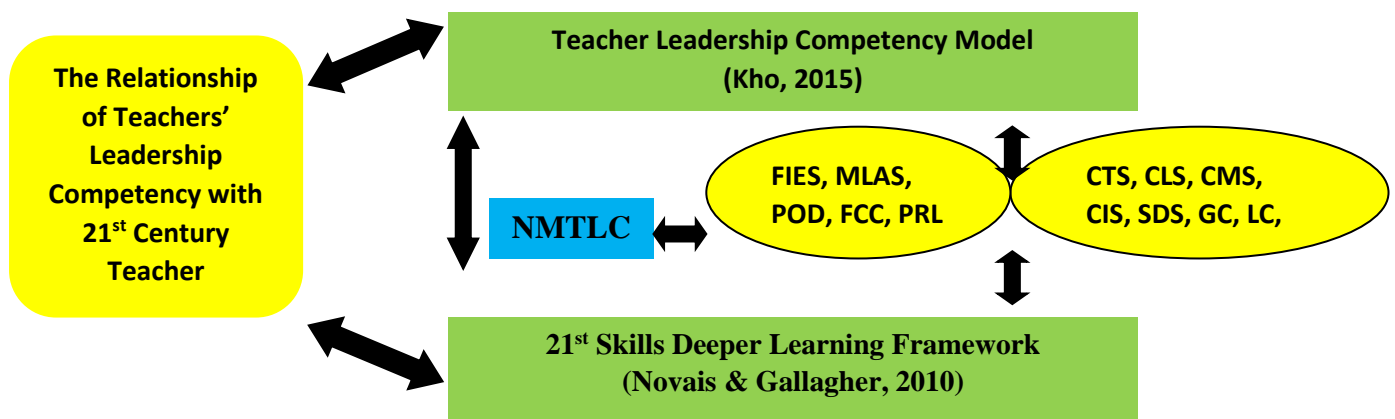 The Relationship
of Teachers’
Leadership
Competency with
21st Century
Teacher
Teacher Leadership Competency Model
(Kho, 2015)
NMTLC
FIES, MLAS,
POD, FCC, PRL
CTS, CLS, CMS,
CIS, SDS, GC, LC,
21st Skills Deeper Learning Framework
(Novais & Gallagher, 2010)